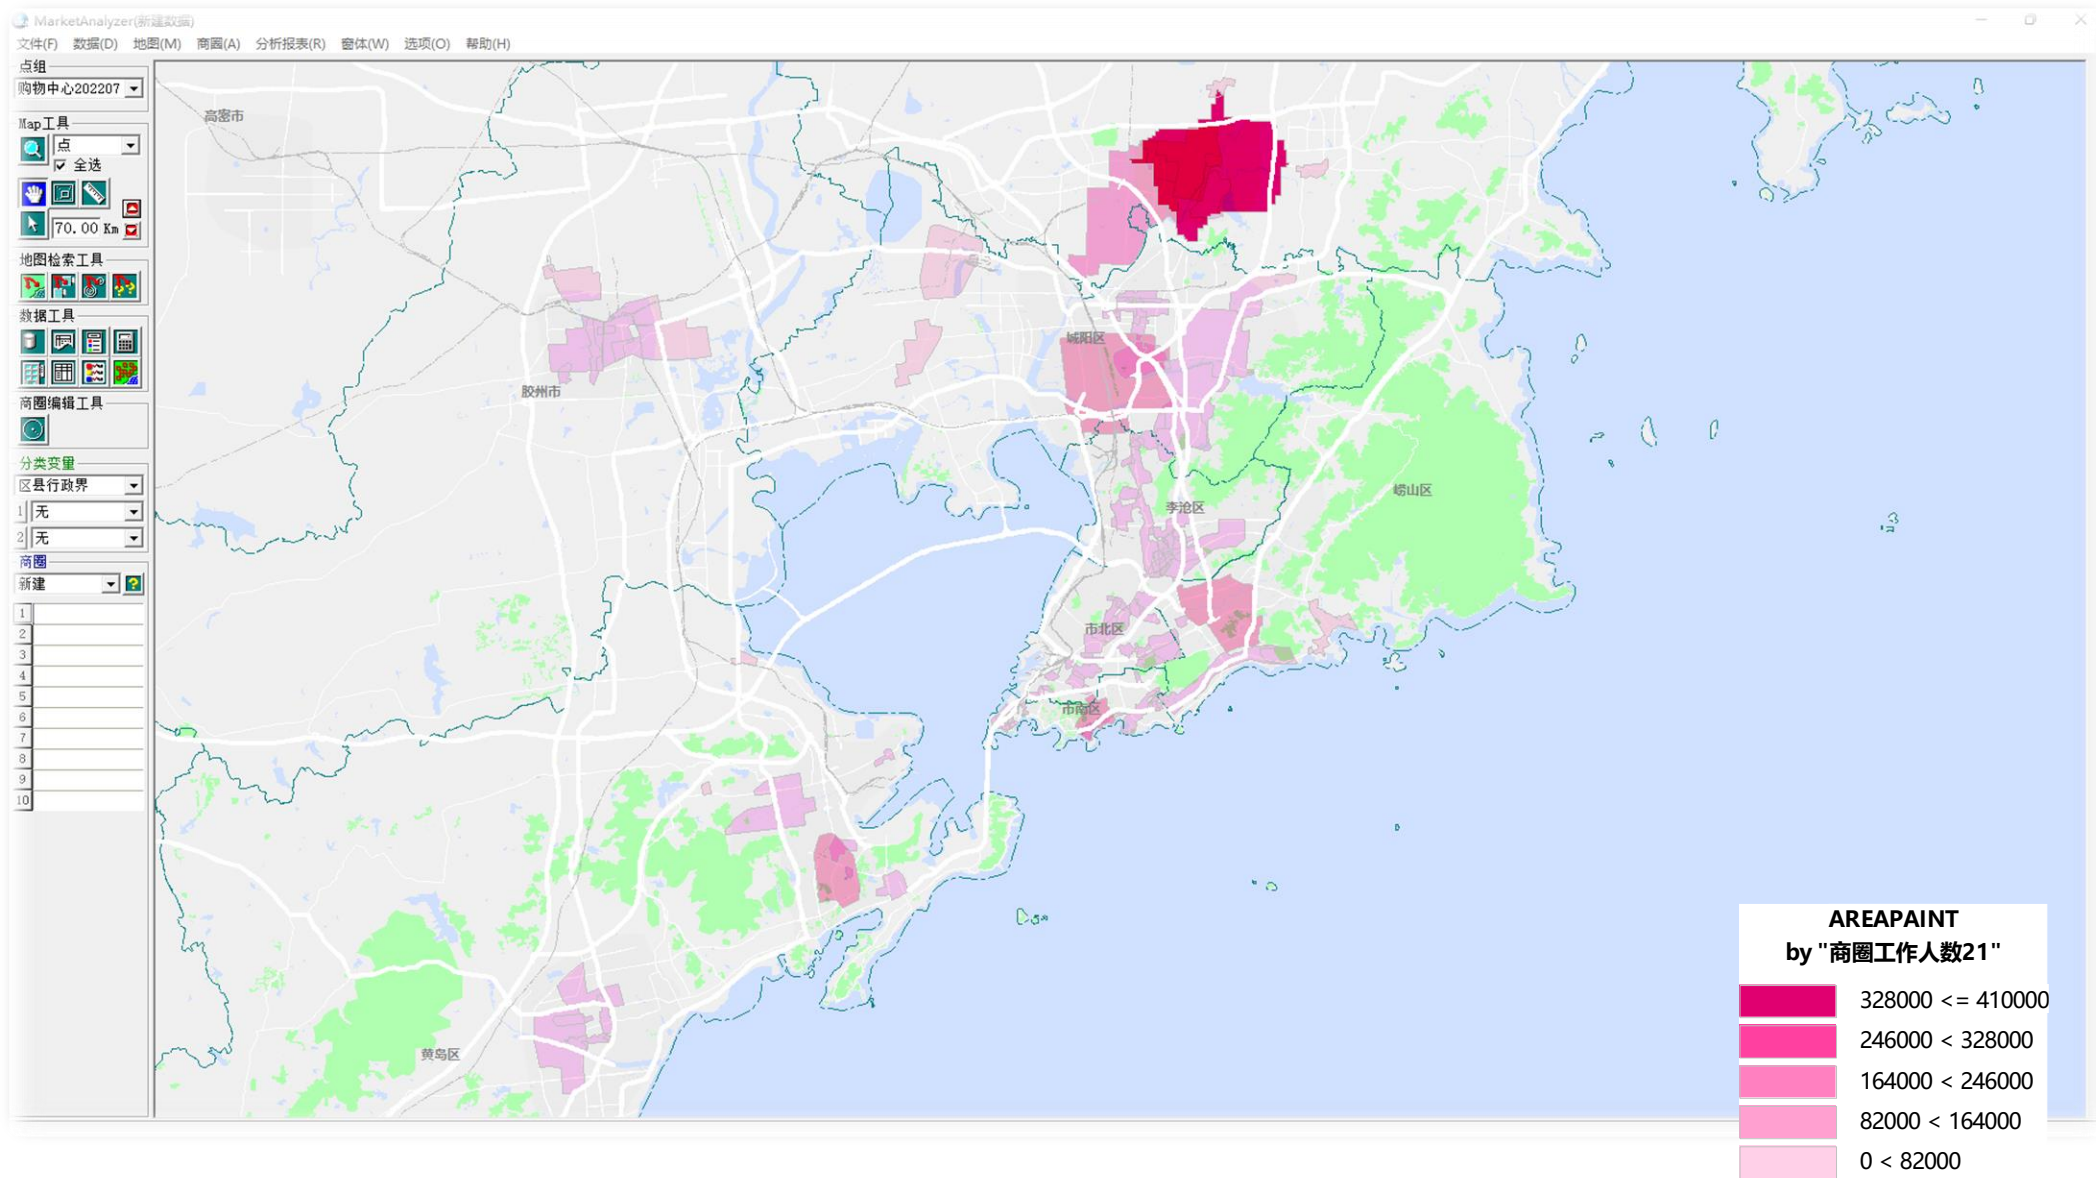 MarketAnalyzer(新建数据)
文件(F) 数据(D) 地图(M) 商圈(A) 分析报表(R) 窗体(W) 选项(O) 帮助(H)
点组
购物中心202207
Map工具
点
全选
70.00 Km
地图检索工具
数据工具
商圈编辑工具
分类变量
区县行政界
1 无
2 无
商圈
新建
1
2
3
4
5
6
7
8
9
10
高密市
胶州市
城阳区
崂山区
李沧区
市北区
市南区
黄岛区
AREAPAINT
by "商圈工作人数21"
328000 <= 410000
246000 < 328000
164000 < 246000
82000 < 164000
0 < 82000